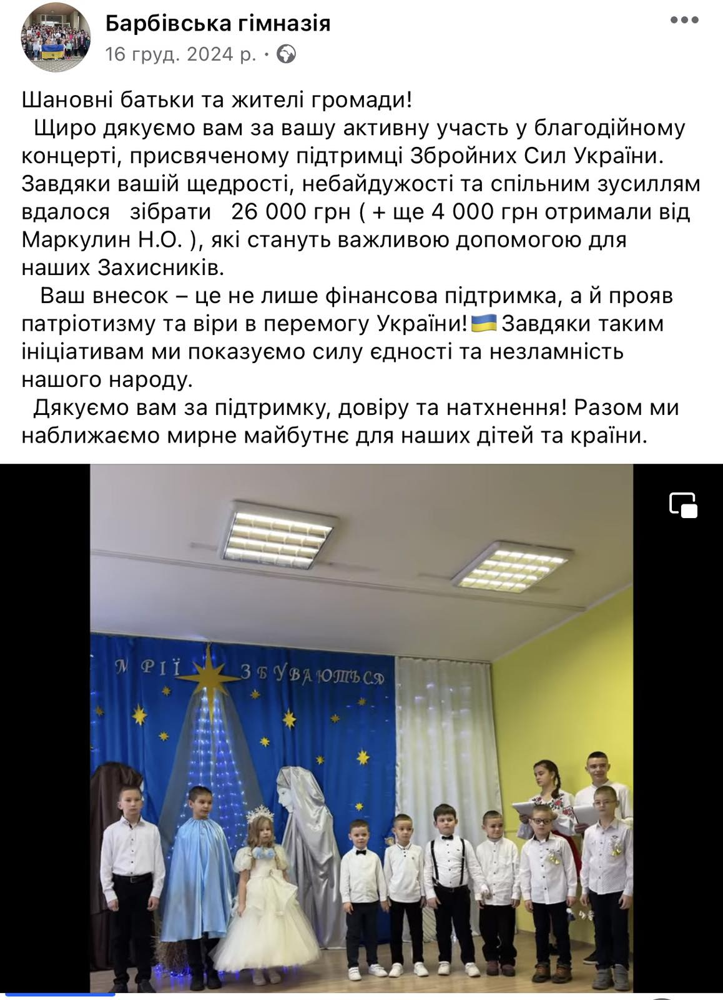 Барбівська гімназія
16 груд. 2024 р. ·
Шановні батьки та жителі громади!
Щиро дякуємо вам за вашу активну участь у благодійному
концерті, присвяченому підтримці Збройних Сил України.
Завдяки вашій щедрості, небайдужості та спільним зусиллям
вдалося зібрати 26 000 грн ( + ще 4 000 грн отримали від
Маркулин Н.О. ), які стануть важливою допомогою для
наших Захисників.
Ваш внесок – це не лише фінансова підтримка, а й прояв
патріотизму та віри в перемогу України!🇺🇦Завдяки таким
ініціативам ми показуємо силу єдності та незламність
нашого народу.
Дякуємо вам за підтримку, довіру та натхнення! Разом ми
наближаємо мирне майбутнє для наших дітей та країни.
МРІЇ ЗБУВАЮТЬСЯ